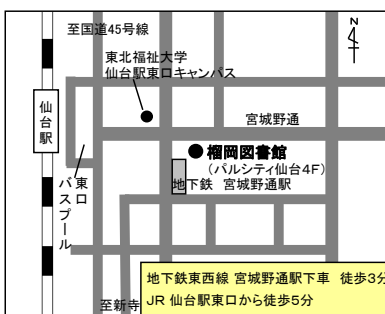 至国道45号線
N
東北福祉大学
仙台駅東口キャンパス
仙台駅
宮城野通
榴岡図書館
(パルシティ仙台4F)
地下鉄 宮城野通駅
東口
バスプール
地下鉄東西線 宮城野通駅下車 徒歩3分
至新寺
JR 仙台駅東口から徒歩5分